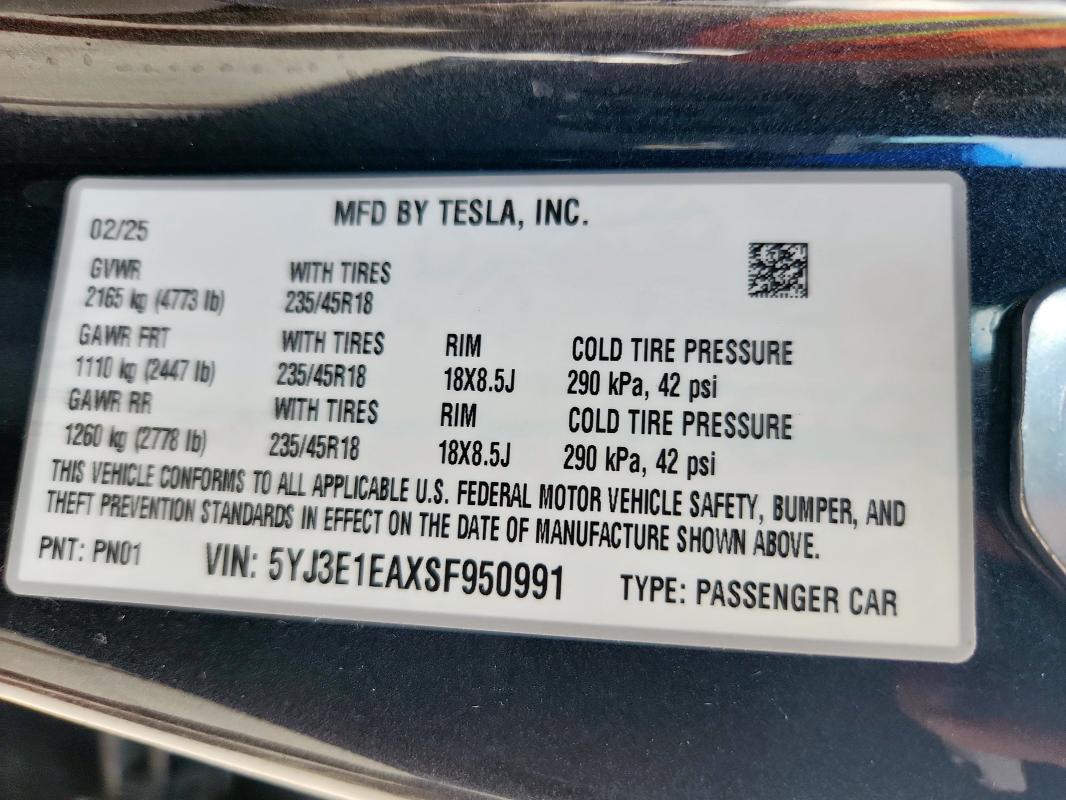 MFD BY TESLA, INC.
02/25
GVWR WITH TIRES
2165 kg (4773 lb) 235/45R18
GAWR FRT WITH TIRES RIM COLD TIRE PRESSURE
1110 kg (2447 lb) 235/45R18 18X8.5J 290 kPa, 42 psi
GAWR RR WITH TIRES RIM COLD TIRE PRESSURE
1260 kg (2778 lb) 235/45R18 18X8.5J 290 kPa, 42 psi
THIS VEHICLE CONFORMS TO ALL APPLICABLE U.S. FEDERAL MOTOR VEHICLE SAFETY, BUMPER, AND
THEFT PREVENTION STANDARDS IN EFFECT ON THE DATE OF MANUFACTURE SHOWN ABOVE.
PNT: PN01 VIN: 5YJ3E1EAXSF950991 TYPE: PASSENGER CAR